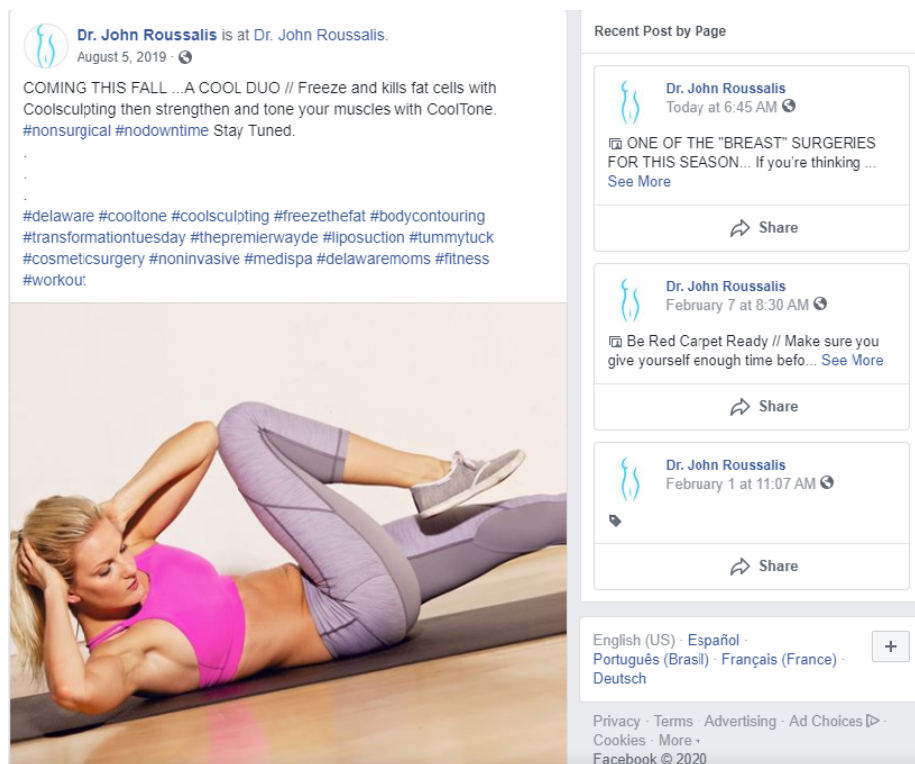 Dr. John Roussalis is at Dr. John Roussalis.
August 5, 2019 ·
COMING THIS FALL ...A COOL DUO // Freeze and kills fat cells with
Coolsculpting then strengthen and tone your muscles with CoolTone.
#nonsurgical #nodowntime Stay Tuned.
.
.
.
#delaware #cooltone #coolsculpting #freezethefat #bodycontouring
#transformationtuesday #thepremierwayde #liposuction #tummytuck
#cosmeticsurgery #noninvasive #medispa #delawaremoms #fitness
#workout
Recent Post by Page
Dr. John Roussalis
Today at 6:45 AM
ONE OF THE "BREAST" SURGERIES
FOR THIS SEASON... If you're thinking ...
See More
Share
Dr. John Roussalis
February 7 at 8:30 AM
Be Red Carpet Ready // Make sure you
give yourself enough time befo... See More
Share
Dr. John Roussalis
February 1 at 11:07 AM
Share
English (US) · Español ·
Português (Brasil) · Français (France) ·
Deutsch
+
Privacy · Terms · Advertising · Ad Choices ·
Cookies · More
Facebook © 2020